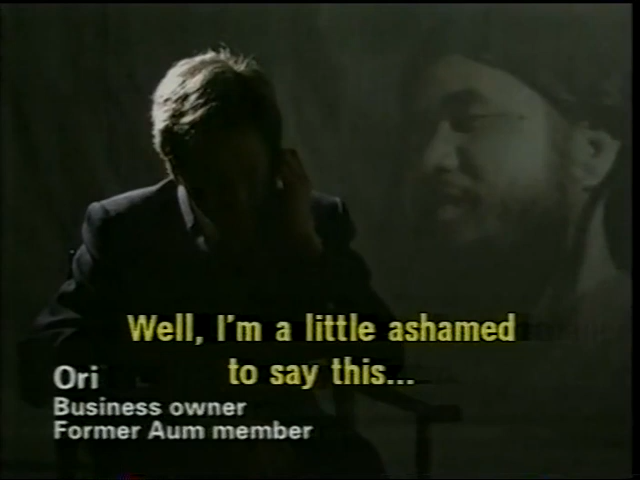 Well, I'm a little ashamed
to say this...
Ori
Business owner
Former Aum member